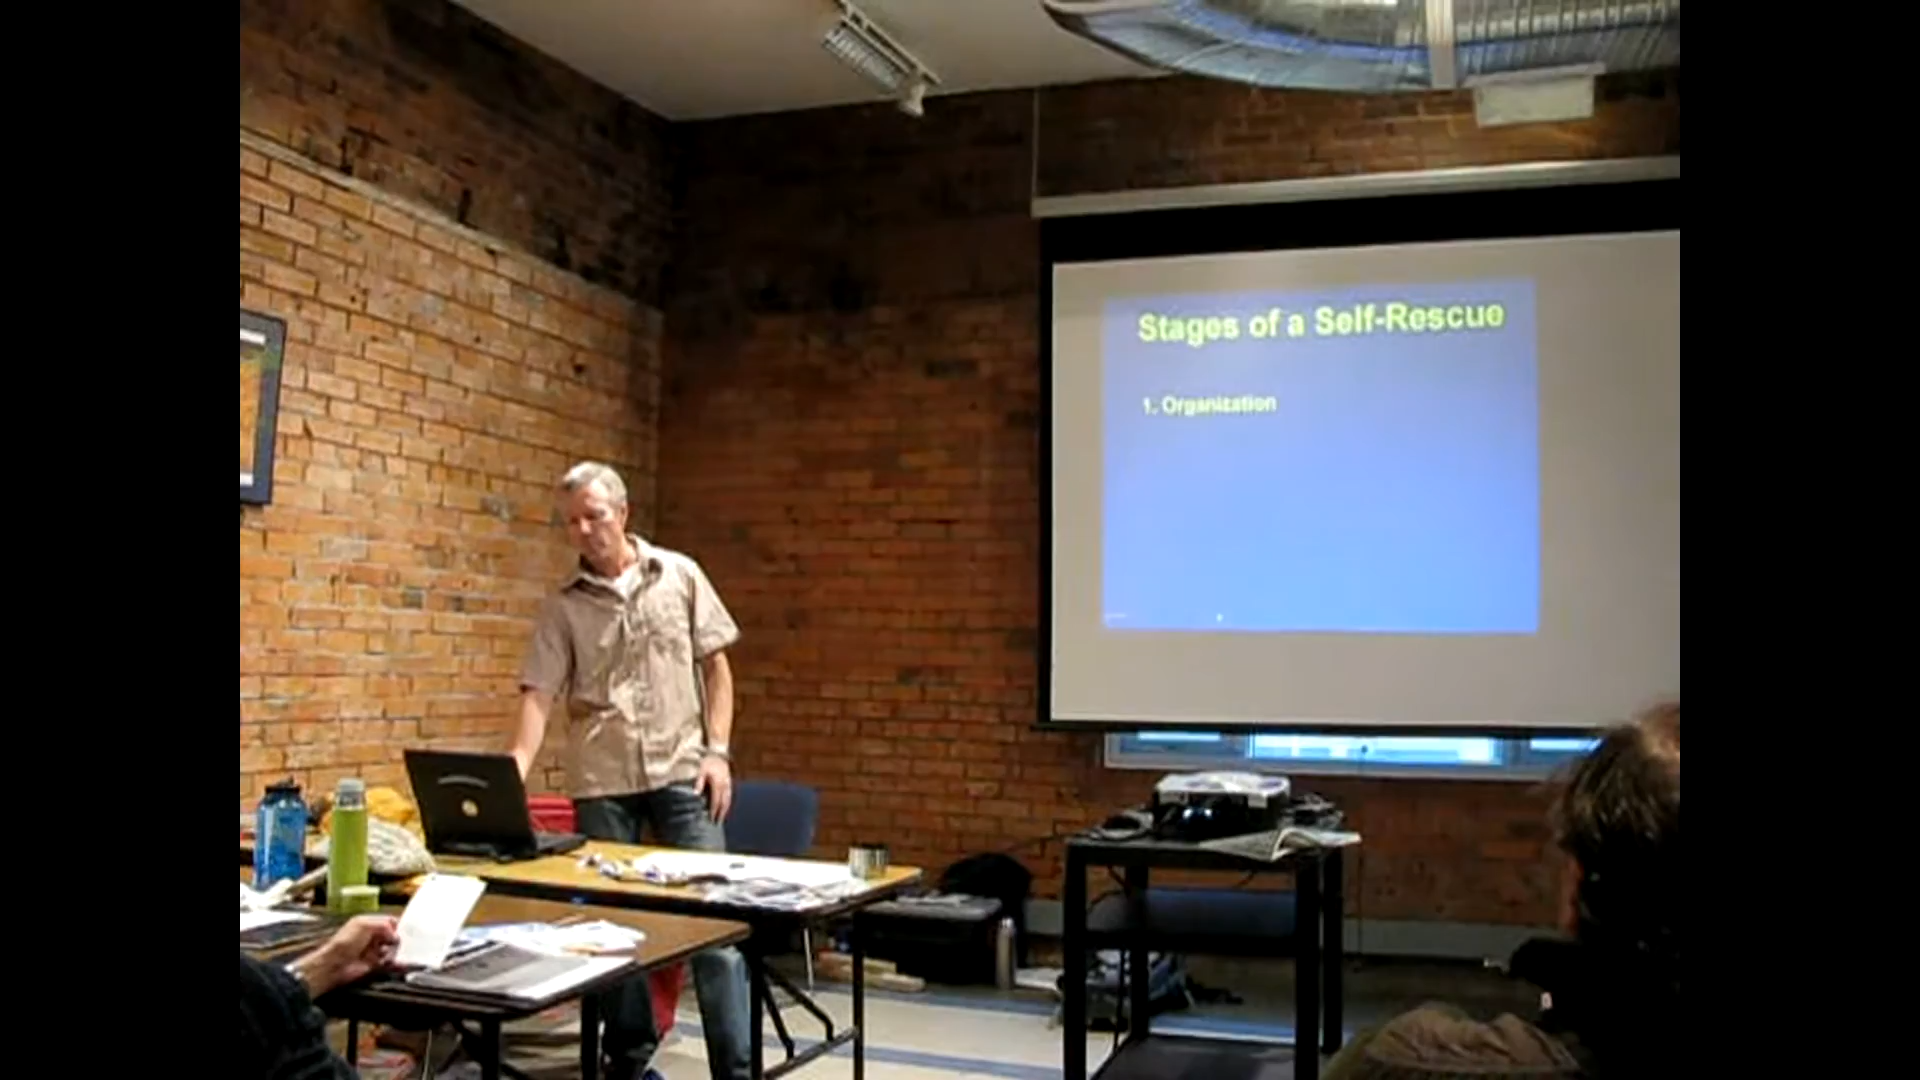 Stages of a Self-Rescue
1. Organization